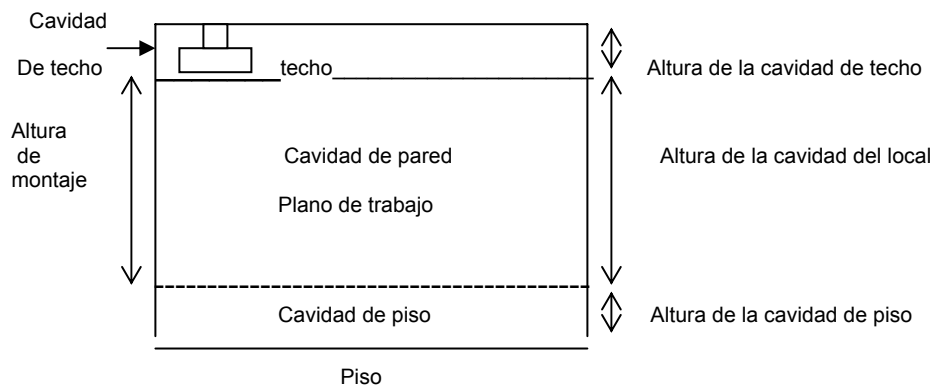 Cavidad
De techo
techo
Altura de la cavidad de techo
Altura
de
montaje
Cavidad de pared
Altura de la cavidad del local
Plano de trabajo
Cavidad de piso
Altura de la cavidad de piso
Piso